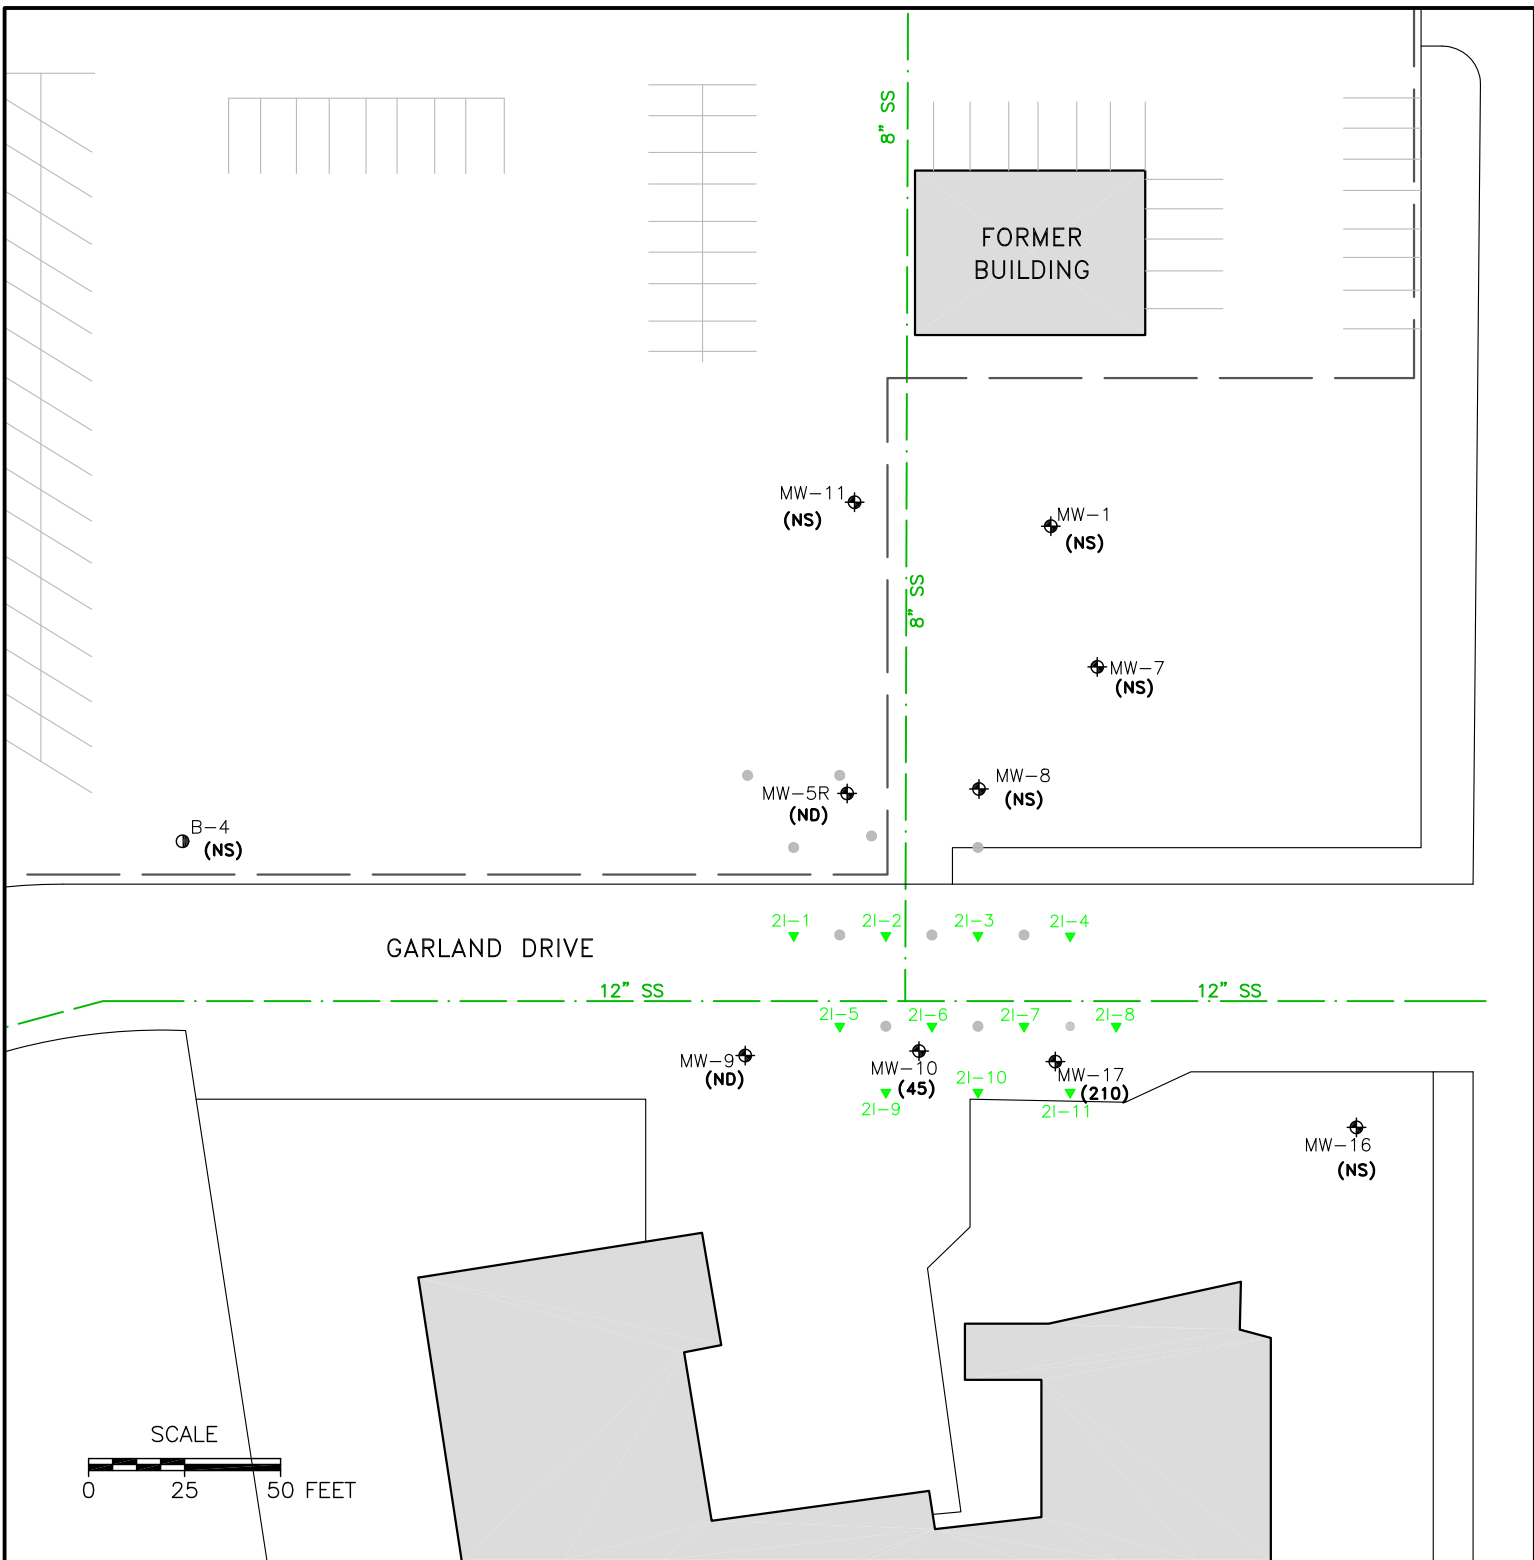 8" SS
FORMER
BUILDING
MW-11
(NS)
MW-1
(NS)
8" SS
MW-7
(NS)
MW-8
(NS)
MW-5R
(ND)
B-4
(NS)
2I-1
2I-2
2I-3
2I-4
GARLAND DRIVE
12" SS
12" SS
2I-5
2I-6
2I-7
2I-8
MW-9
(ND)
MW-10
(45)
2I-10
MW-17
(210)
2I-9
2I-11
MW-16
(NS)
SCALE
0 25 50 FEET